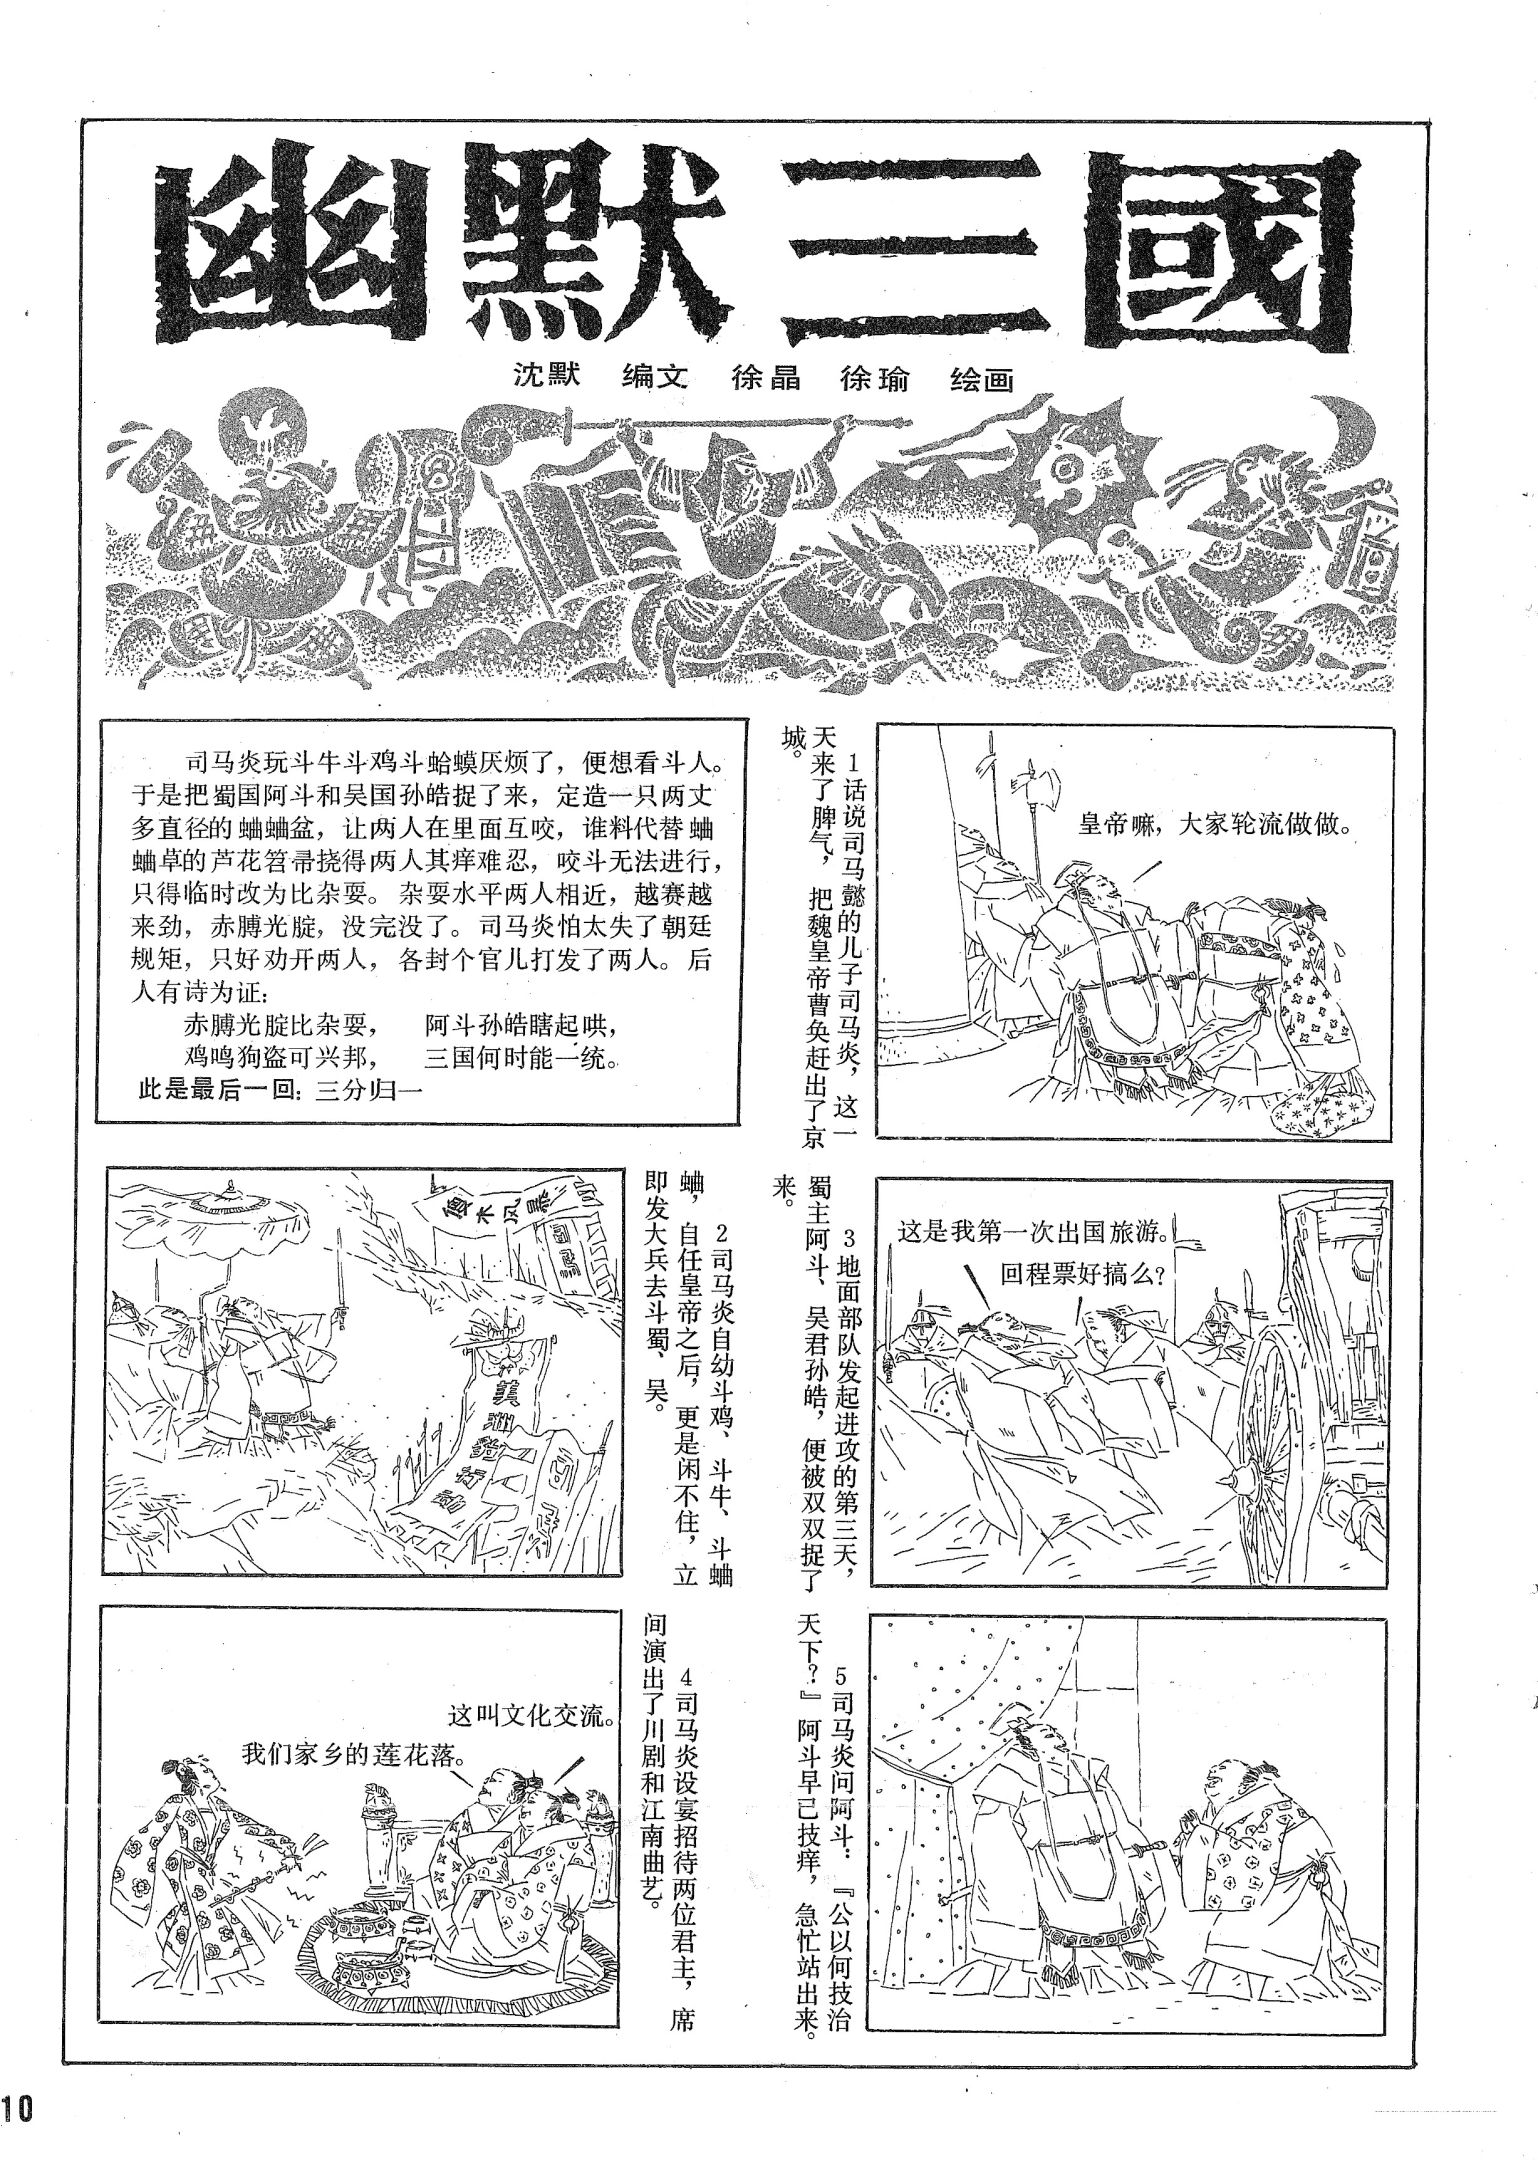 幽默三國
沈默 编文 徐晶 徐瑜 绘画
司马炎玩斗牛斗鸡斗蛤蟆厌烦了，便想看斗人。
于是把蜀国阿斗和吴国孙皓捉了来，定造一只两丈
多直径的蛐蛐盆，让两人在里面互咬，谁料代替蛐
蛐草的芦花笤帚挠得两人其痒难忍，咬斗无法进行，
只得临时改为比杂耍。杂耍水平两人相近，越赛越
来劲，赤膊光腚，没完没了。司马炎怕太失了朝廷
规矩，只好劝开两人，各封个官儿打发了两人。后
人有诗为证：
赤膊光腚比杂耍， 阿斗孙皓瞎起哄，
鸡鸣狗盗可兴邦， 三国何时能一统。
此是最后一回：三分归一
1话说司马懿的儿子司马炎，这一
天来了脾气，把魏皇帝曹奂赶出了京
城。
皇帝嘛，大家轮流做做。
2司马炎自幼斗鸡、斗牛、斗蛐
蛐，自任皇帝之后，更是闲不住，立
即发大兵去斗蜀、吴。
3地面部队发起进攻的第三天，
蜀主阿斗、吴君孙皓，便被双双捉了
来。
这是我第一次出国旅游。
回程票好搞么？
4司马炎设宴招待两位君主，席
间演出了川剧和江南曲艺。
这叫文化交流。
我们家乡的莲花落。
5司马炎问阿斗：『公以何技治
天下？』阿斗早已技痒，急忙站出来。
10